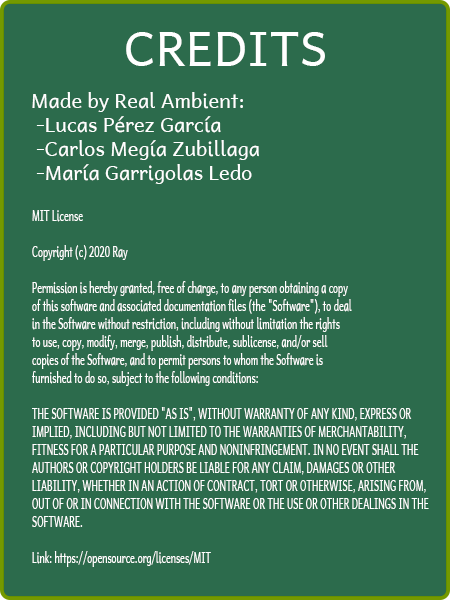 CREDITS
Made by Real Ambient:
-Lucas Pérez García
-Carlos Megía Zubillaga
-María Garrigolas Ledo
MIT License
Copyright (c) 2020 Ray
Permission is hereby granted, free of charge, to any person obtaining a copy
of this software and associated documentation files (the "Software"), to deal
in the Software without restriction, including without limitation the rights
to use, copy, modify, merge, publish, distribute, sublicense, and/or sell
copies of the Software, and to permit persons to whom the Software is
furnished to do so, subject to the following conditions:
THE SOFTWARE IS PROVIDED "AS IS", WITHOUT WARRANTY OF ANY KIND, EXPRESS OR
IMPLIED, INCLUDING BUT NOT LIMITED TO THE WARRANTIES OF MERCHANTABILITY,
FITNESS FOR A PARTICULAR PURPOSE AND NONINFRINGEMENT. IN NO EVENT SHALL THE
AUTHORS OR COPYRIGHT HOLDERS BE LIABLE FOR ANY CLAIM, DAMAGES OR OTHER
LIABILITY, WHETHER IN AN ACTION OF CONTRACT, TORT OR OTHERWISE, ARISING FROM,
OUT OF OR IN CONNECTION WITH THE SOFTWARE OR THE USE OR OTHER DEALINGS IN THE
SOFTWARE.
Link: https://opensource.org/licenses/MIT